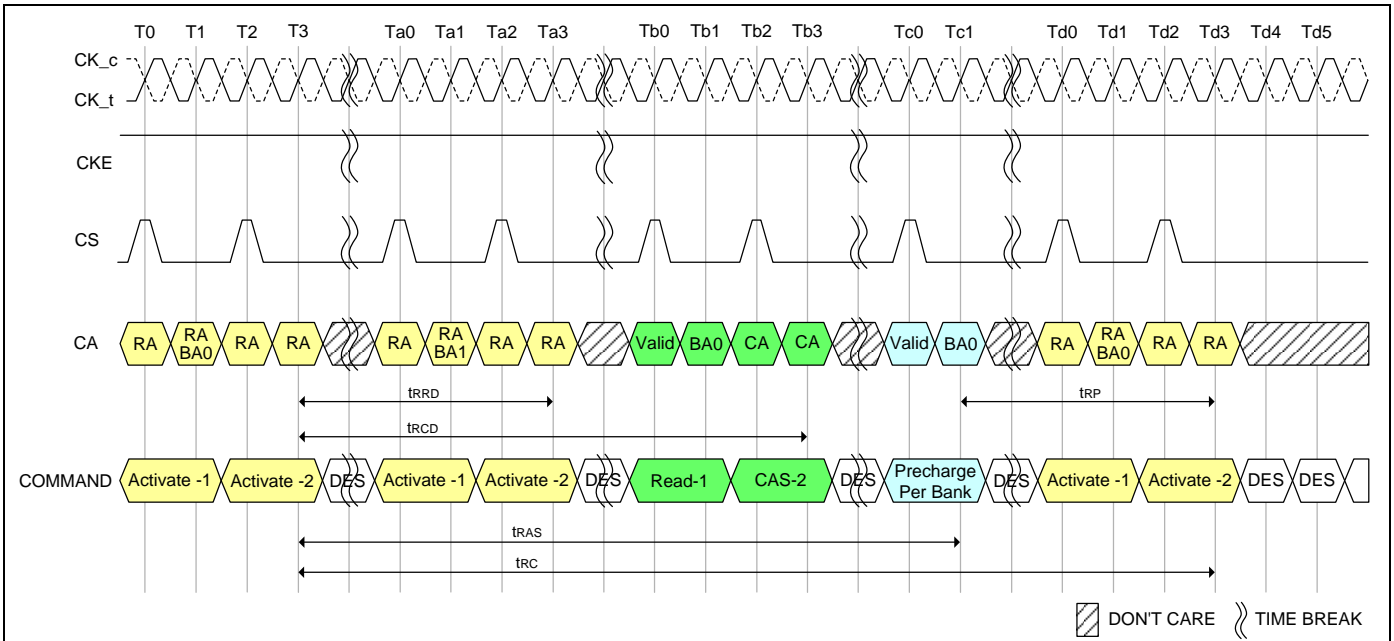 T0 T1 T2 T3 Ta0 Ta1 Ta2 Ta3 Tb0 Tb1 Tb2 Tb3 Tc0 Tc1 Td0 Td1 Td2 Td3 Td4 Td5
CK_c
CK_t
CKE
CS
CA RA RA BA0 RA RA RA RA BA1 RA RA Valid BA0 CA CA Valid BA0 RA RA BA0 RA RA
tRRD tRP
tRCD
COMMAND Activate -1 Activate -2 DES Activate -1 Activate -2 DES Read-1 CAS-2 DES Precharge Per Bank DES Activate -1 Activate -2 DES DES
tRAS
tRC
DON'T CARE TIME BREAK